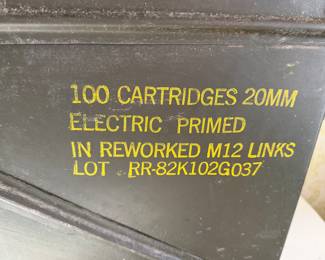 100 CARTRIDGES 20MM
ELECTRIC PRIMED
IN REWORKED M12 LINKS
LOT RR-82K102G037